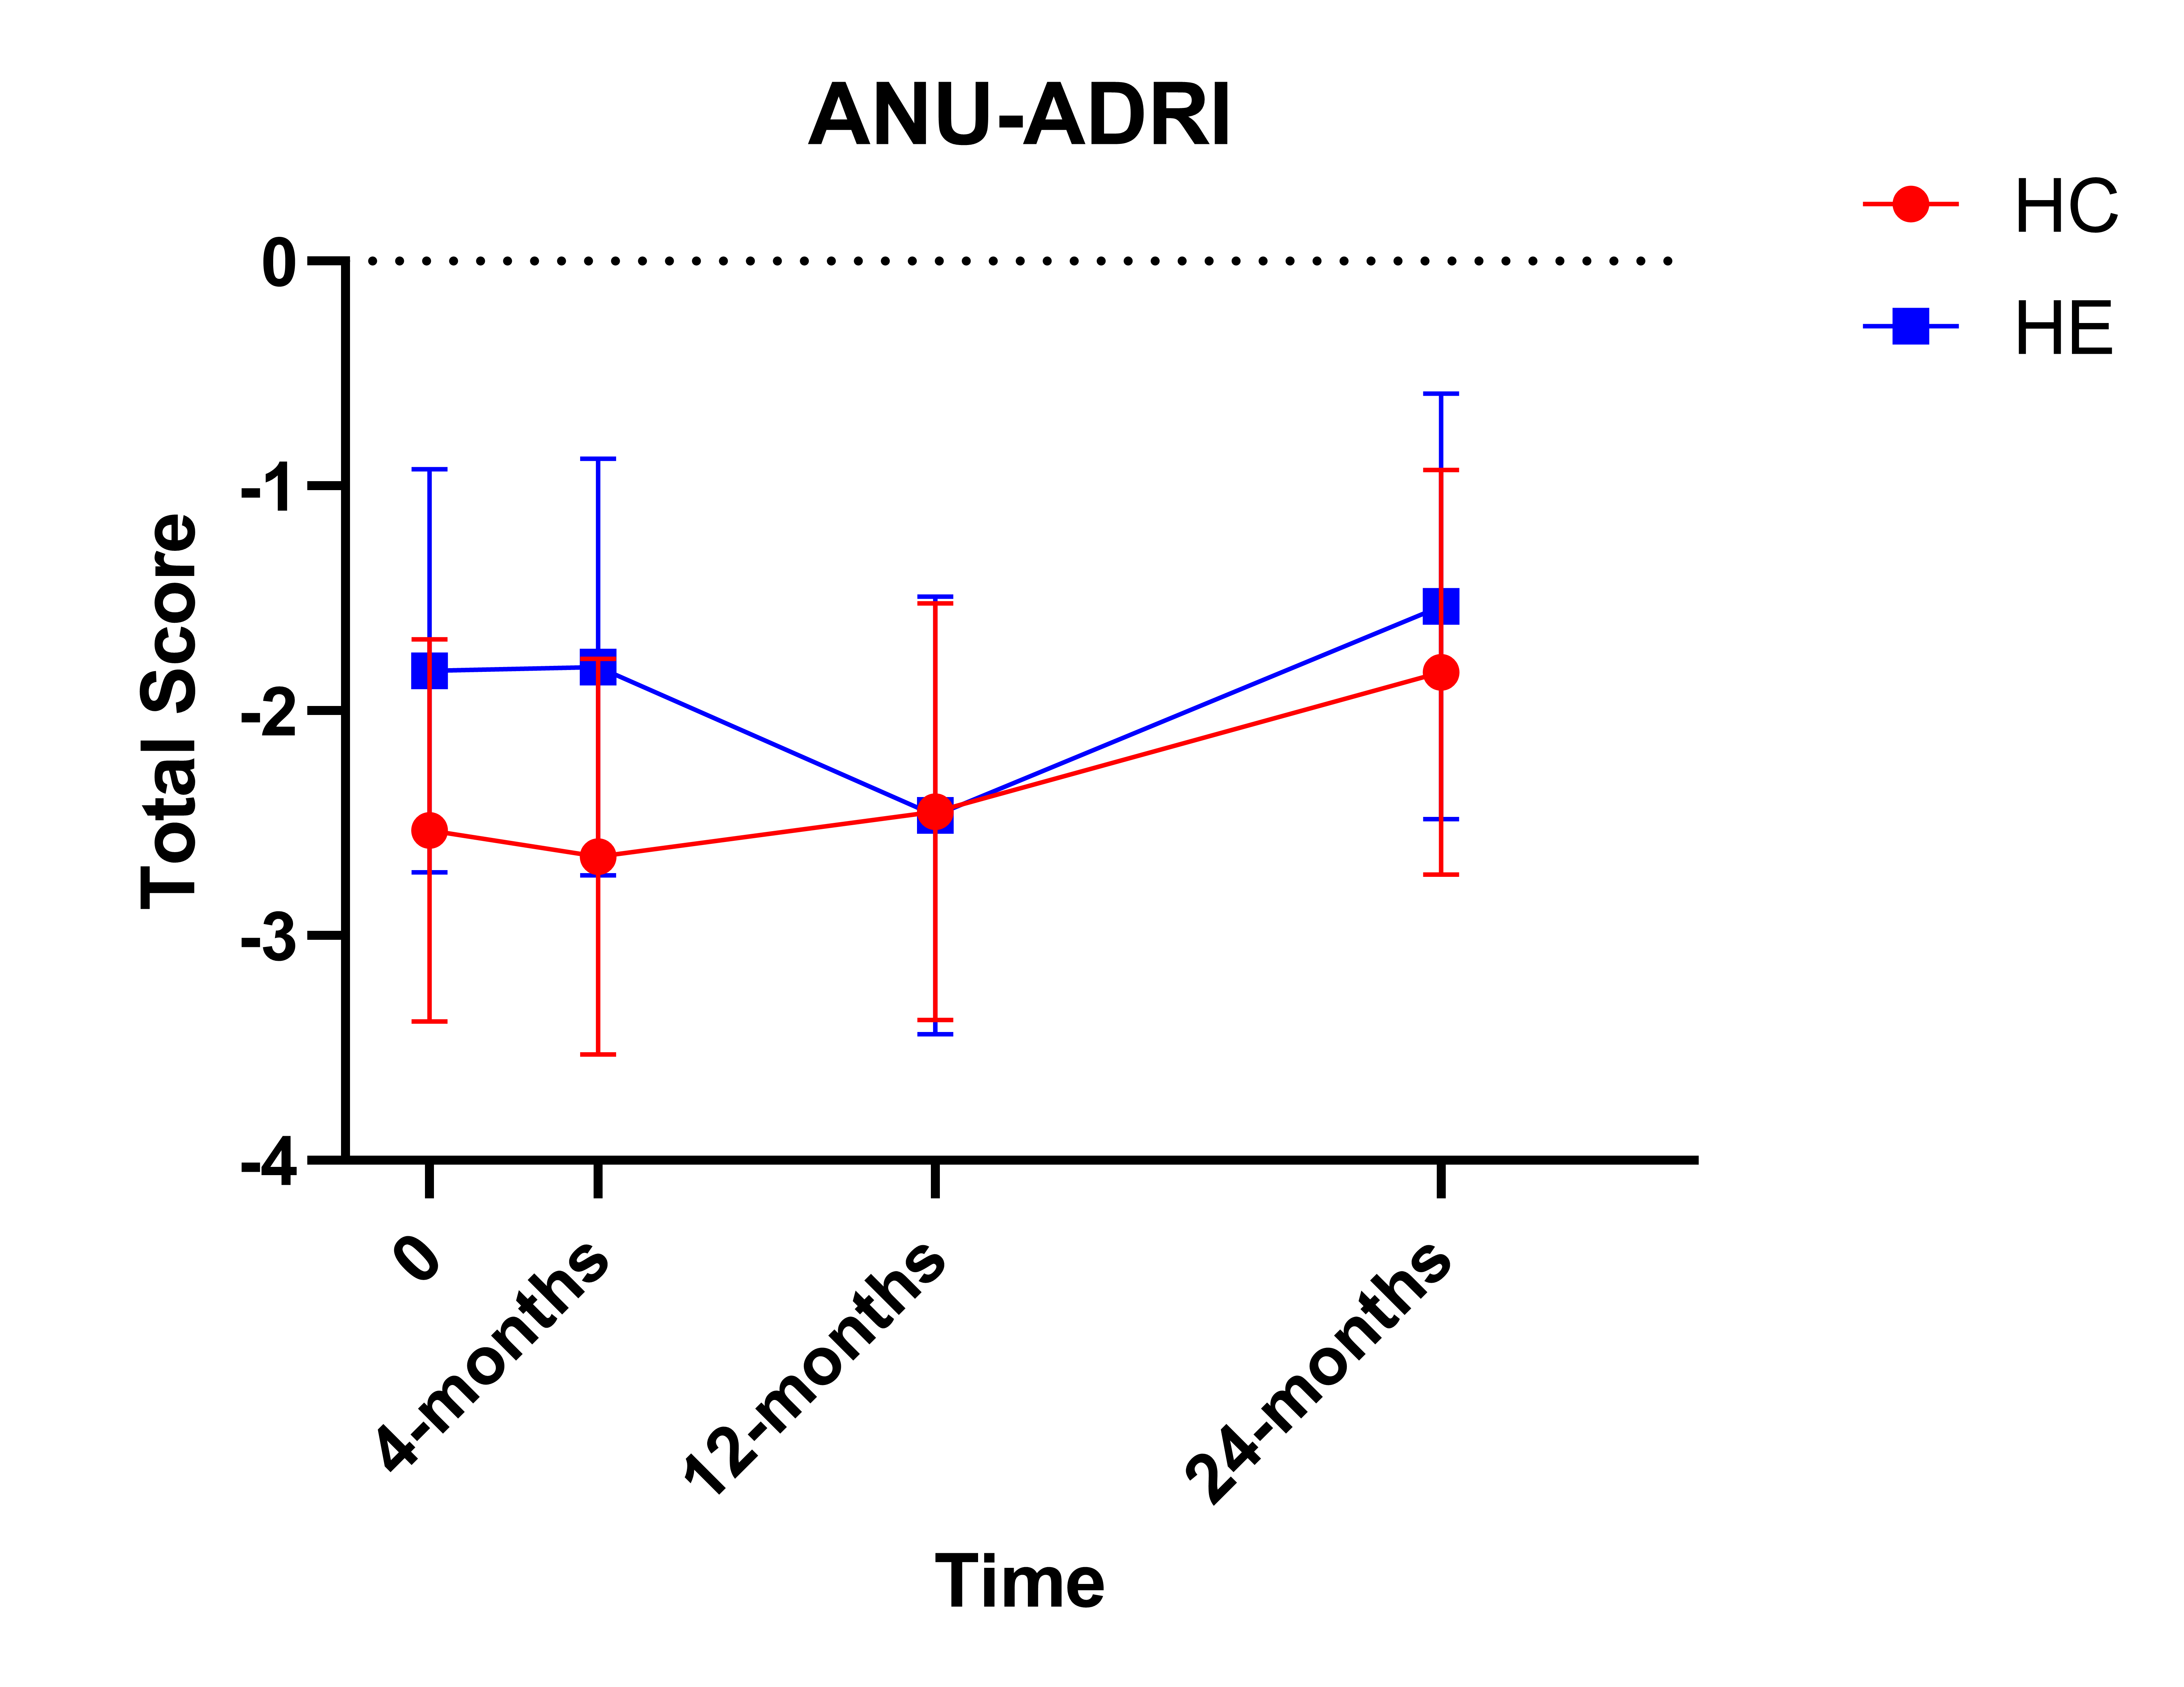 ANU-ADRI
HC
HE
Total Score
0
-1
-2
-3
-4
0
4-months
12-months
24-months
Time